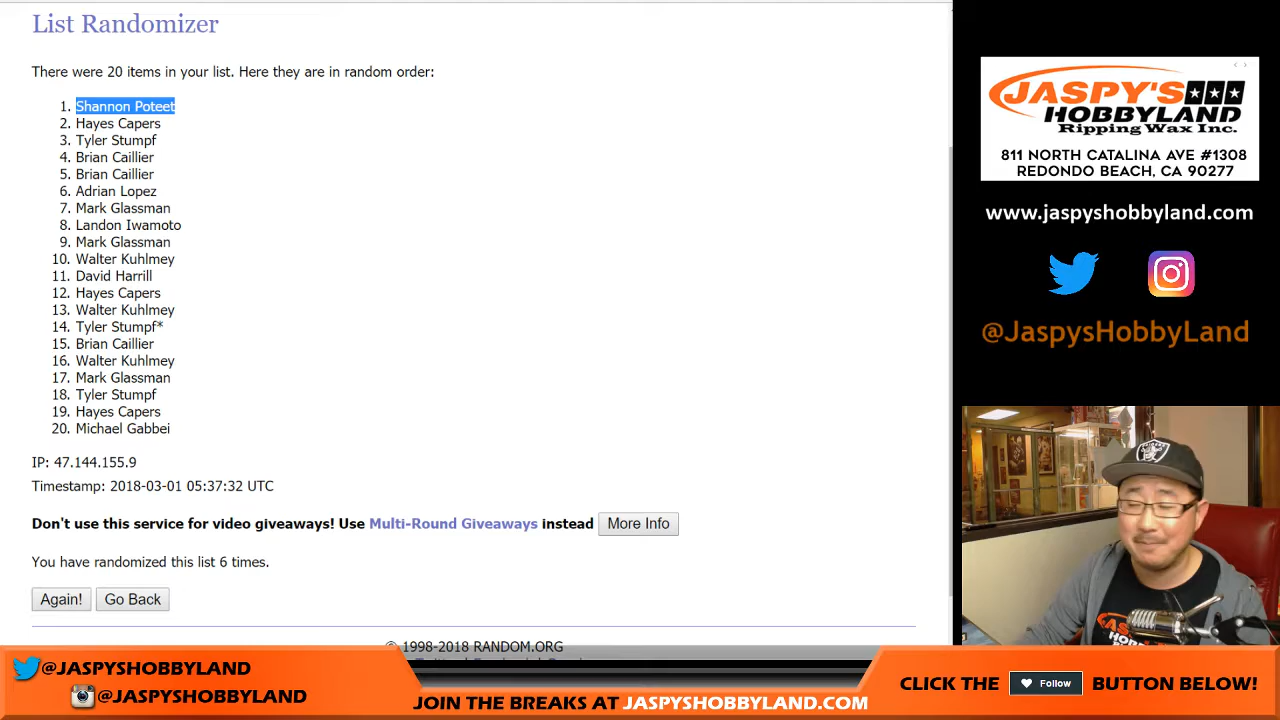 List Randomizer
There were 20 items in your list. Here they are in random order:
1. Shannon Poteet
2. Hayes Capers
3. Tyler Stumpf
4. Brian Caillier
5. Brian Caillier
6. Adrian Lopez
7. Mark Glassman
8. Landon Iwamoto
9. Mark Glassman
10. Walter Kuhlmey
11. David Harrill
12. Hayes Capers
13. Walter Kuhlmey
14. Tyler Stumpf*
15. Brian Caillier
16. Walter Kuhlmey
17. Mark Glassman
18. Tyler Stumpf
19. Hayes Capers
20. Michael Gabbei
IP: 47.144.155.9
Timestamp: 2018-03-01 05:37:32 UTC
Don't use this service for video giveaways! Use Multi-Round Giveaways instead More Info
You have randomized this list 6 times.
Again! Go Back
© 1998-2018 RANDOM.ORG
JASPY'S
HOBBYLAND
Ripping Wax Inc.
811 NORTH CATALINA AVE #1308
REDONDO BEACH, CA 90277
www.jaspyshobbyland.com
@JaspysHobbyLand
@JASPYSHOBBYLAND
@JASPYSHOBBYLAND
JOIN THE BREAKS AT JASPYSHOBBYLAND.COM
CLICK THE Follow BUTTON BELOW!